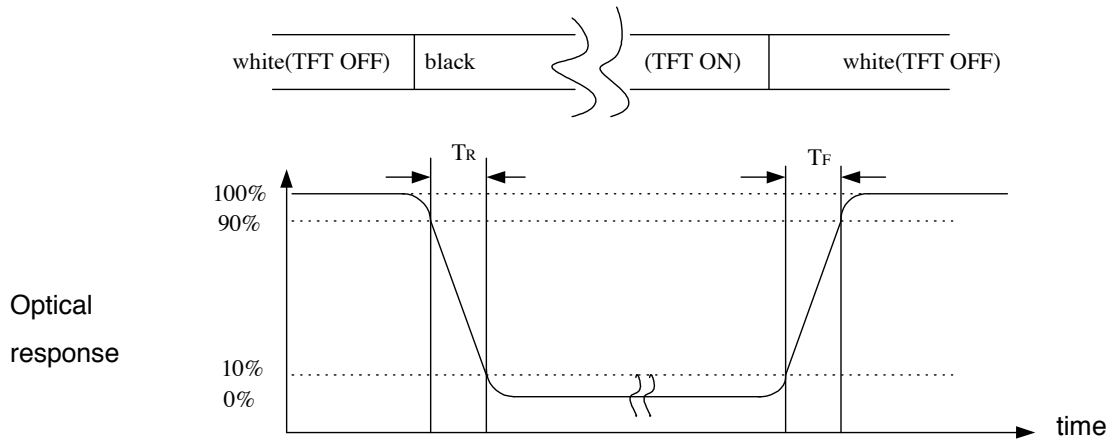 white(TFT OFF) black (TFT ON) white(TFT OFF)
TR TF
100%
90%
Optical
response
10%
0%
time